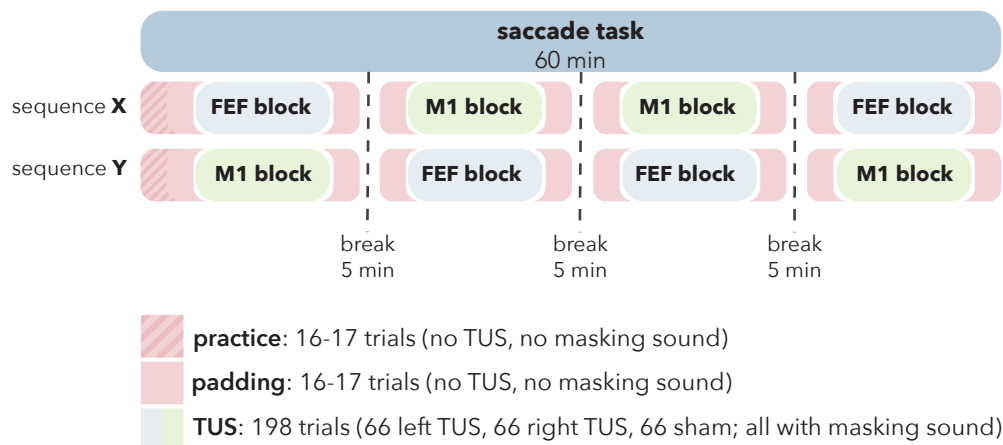 saccade task
60 min
sequence X
FEF block
M1 block
M1 block
FEF block
sequence Y
M1 block
FEF block
FEF block
M1 block
break
5 min
break
5 min
break
5 min
practice: 16-17 trials (no TUS, no masking sound)
padding: 16-17 trials (no TUS, no masking sound)
TUS: 198 trials (66 left TUS, 66 right TUS, 66 sham; all with masking sound)